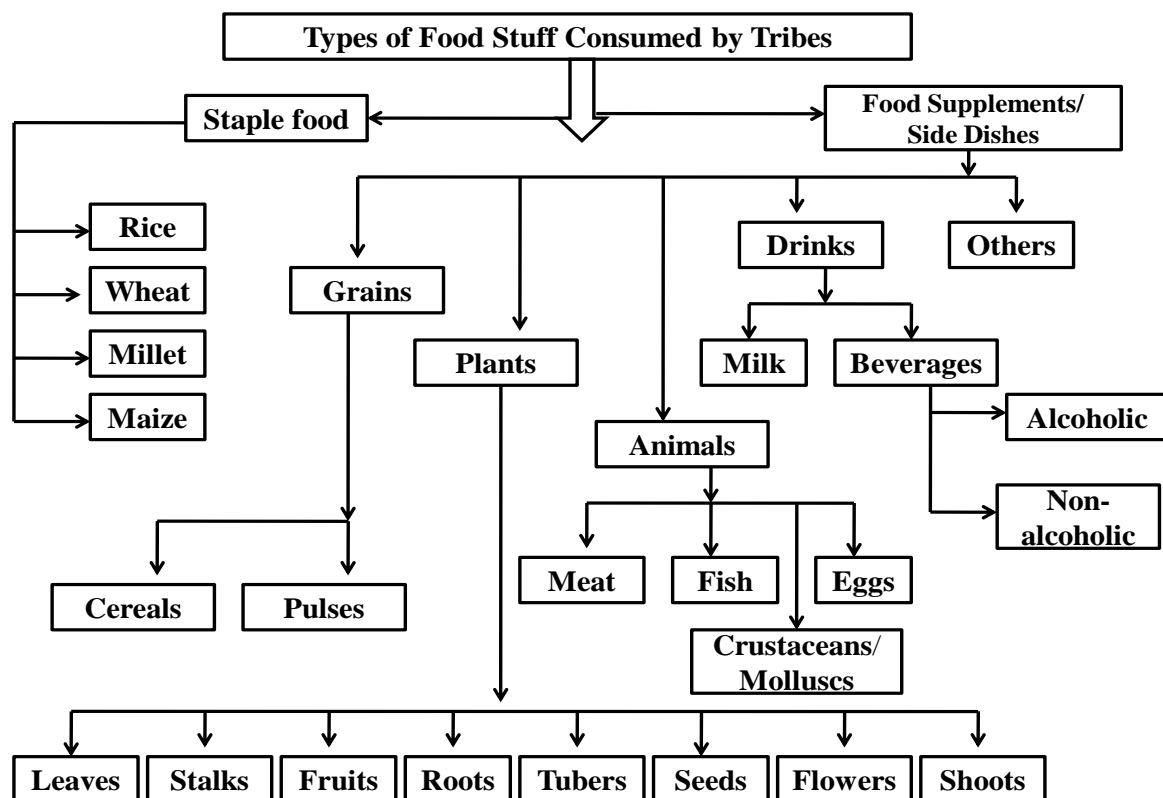 Types of Food Stuff Consumed by Tribes
Staple food
Food Supplements/
Side Dishes
Rice
Wheat
Millet
Maize
Grains
Plants
Animals
Drinks
Others
Milk
Beverages
Alcoholic
Non-
alcoholic
Cereals
Pulses
Meat
Fish
Eggs
Crustaceans/
Molluscs
Leaves
Stalks
Fruits
Roots
Tubers
Seeds
Flowers
Shoots